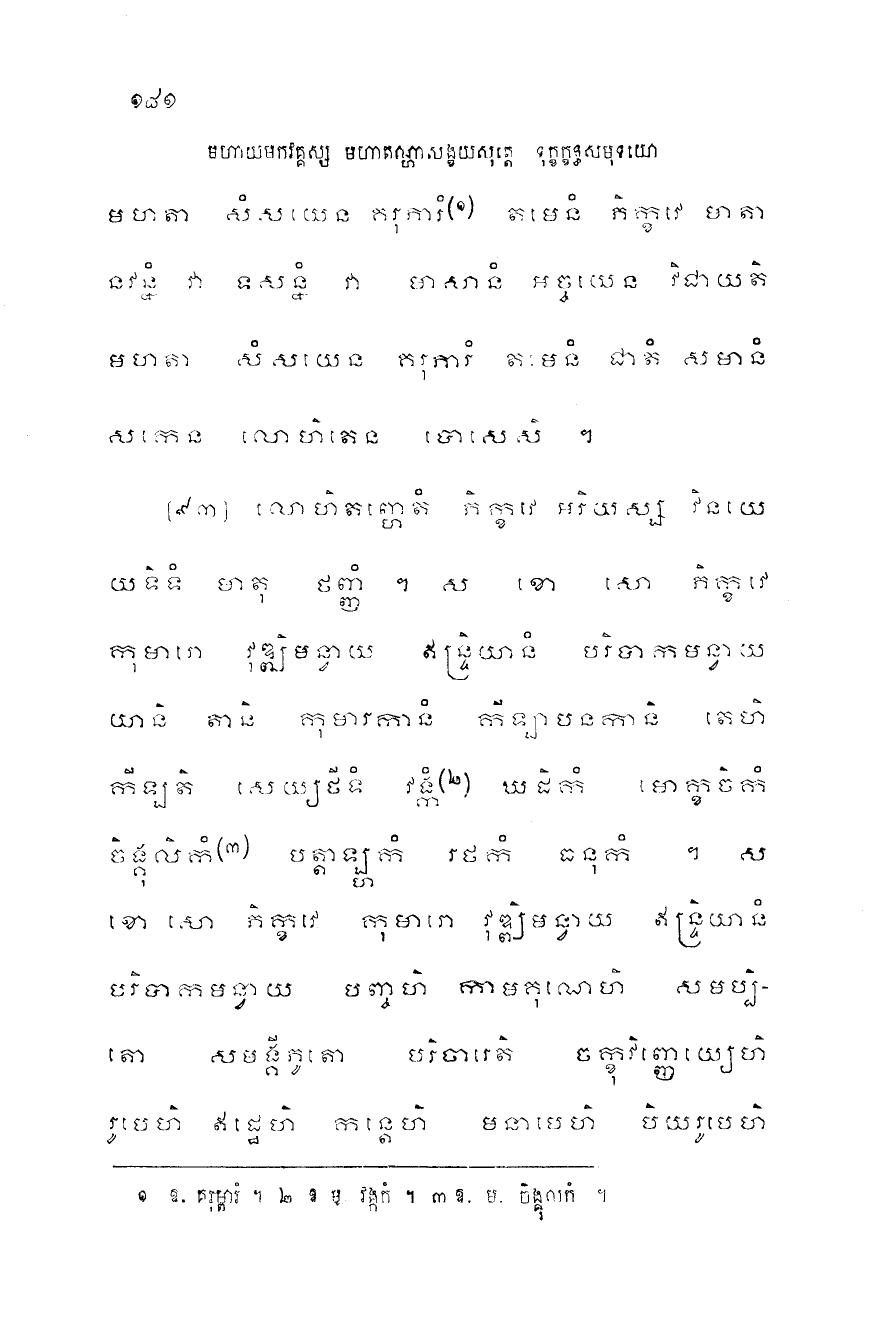 ១៨១
មហាយមកវគ្គស្ស មហាតណ្ហាសង្ខយសុត្តេ ទុក្ខក្ខន្ធសមុទយោ
មហតា សំសយេន គរុភារំ(១) តមេនំ ភិក្ខវេ មាតា
នវន្នំ វា ទសន្នំ វា មាសានំ អច្ចយេន វិជាយតិ
មហតា សំសយេន គរុភារំ តមេនំ ជាតំ សមានំ
សកេន លោហិតេន បោសេសិ ។
(៩៣) លោហិតញ្ហេតំ ភិក្ខវេ អរិយស្ស វិនយេ
យទិទំ មាតុ ថញ្ញំ ។ ស ខោ សោ ភិក្ខវេ
កុមារោ វុឌ្ឍិមន្វាយ ឥន្ទ្រិយានំ បរិបាកមន្វាយ
យានិ តានិ កុមារកានំ កីឡាបនកានិ តេហិ
កីឡតិ សេយ្យថីទំ វង្កំ(២) ឃដិកំ មោក្ខចិកំ
ចិង្គុលិកំ(៣) បត្តាឡ្ហកំ រថកំ ធនុកំ ។ ស
ខោ សោ ភិក្ខវេ កុមារោ វុឌ្ឍិមន្វាយ ឥន្ទ្រិយានំ
បរិបាកមន្វាយ បញ្ចហិ កាមគុណេហិ សមប្បិ-
តោ សមង្គីភូតោ បរិចារេតិ ចក្ខុវិញ្ញេយ្យេហិ
រូបេហិ ឥដ្ឋេហិ កន្តេហិ មនាបេហិ បិយរូបេហិ
១ ឱ. គរុម្ភារំ ។ ២ ឱ ម. វង្កកំ ។ ៣ ឱ. ម. ចិង្គុលកំ ។